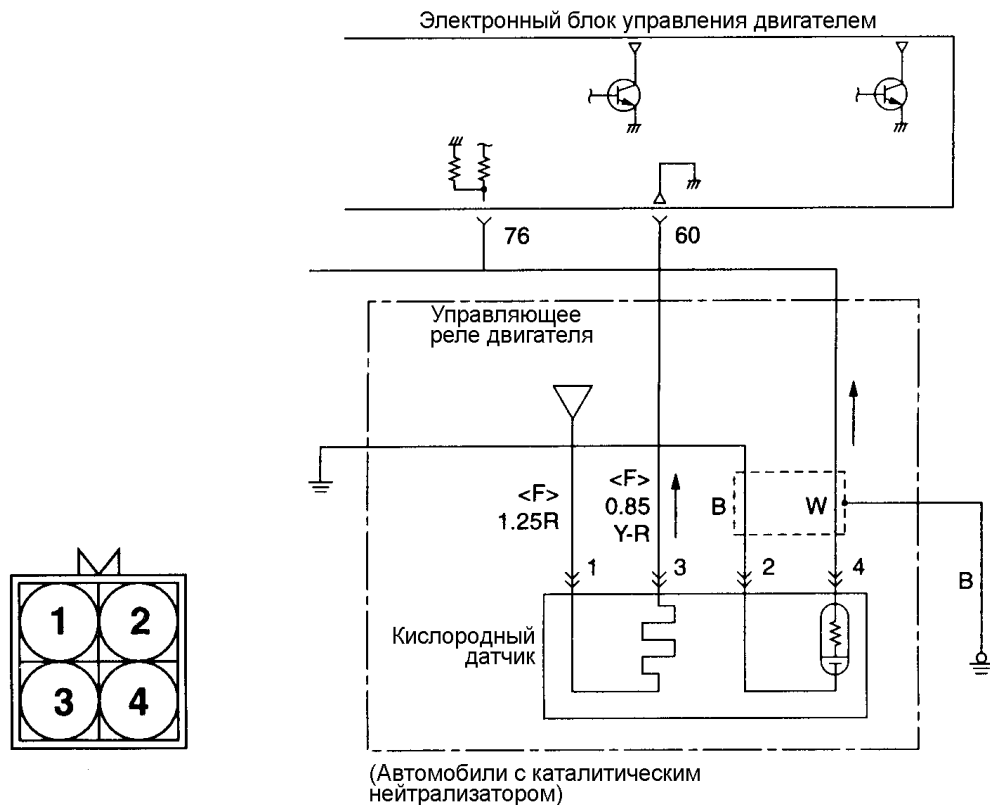 Электронный блок управления двигателем
76
60
Управляющее
реле двигателя
<F>
1.25R
<F>
0.85
Y-R
B
W
1
3
2
4
B
Кислородный
датчик
1
2
3
4
(Автомобили с каталитическим
нейтрализатором)